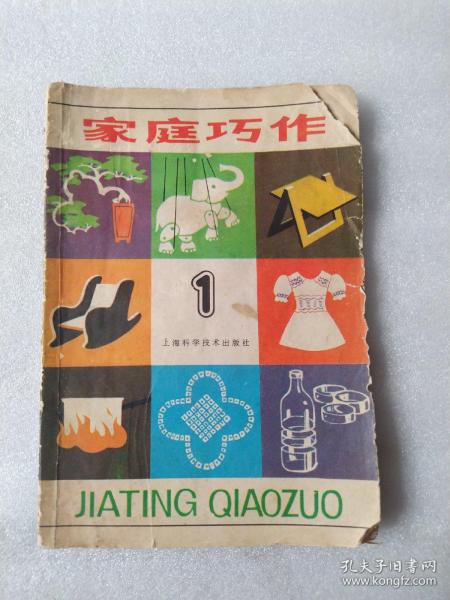 家庭巧作
1
上海科学技术出版社
JIATING QIAOZUO
孔夫子旧书网
www.kongfz.com